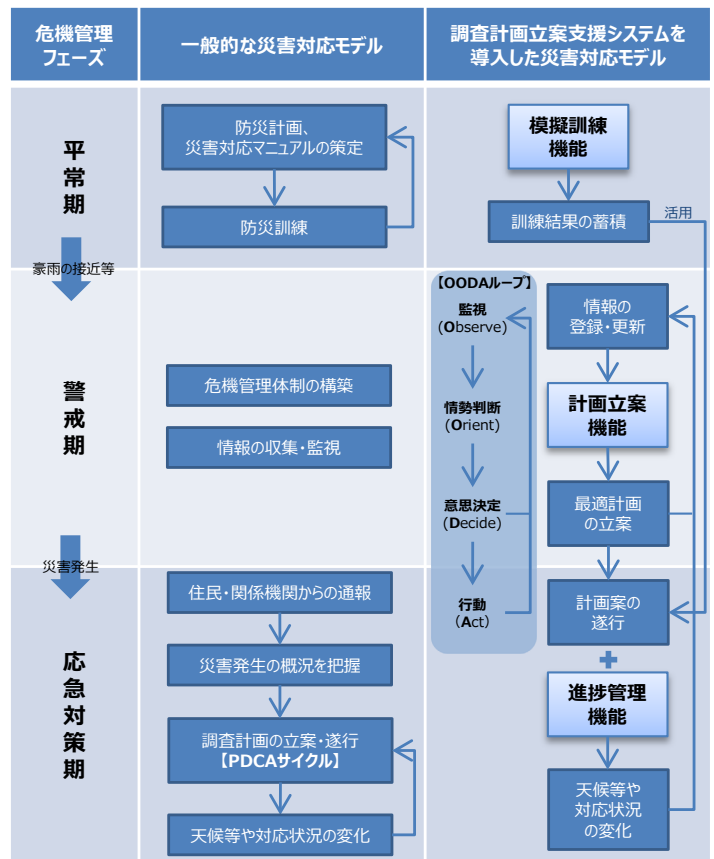 危機管理
フェーズ
一般的な災害対応モデル
調査計画立案支援システムを
導入した災害対応モデル
平常期
防災計画、
災害対応マニュアルの策定
防災訓練
模擬訓練
機能
訓練結果の蓄積
活用
豪雨の接近等
警戒期
危機管理体制の構築
情報の収集・監視
【OODAループ】
監視
(Observe)
情勢判断
(Orient)
意思決定
(Decide)
行動
(Act)
情報の
登録・更新
計画立案
機能
最適計画
の立案
計画案の
遂行
災害発生
応急対策期
住民・関係機関からの通報
災害発生の概況を把握
調査計画の立案・遂行
【PDCAサイクル】
天候等や対応状況の変化
進捗管理
機能
天候等や
対応状況
の変化